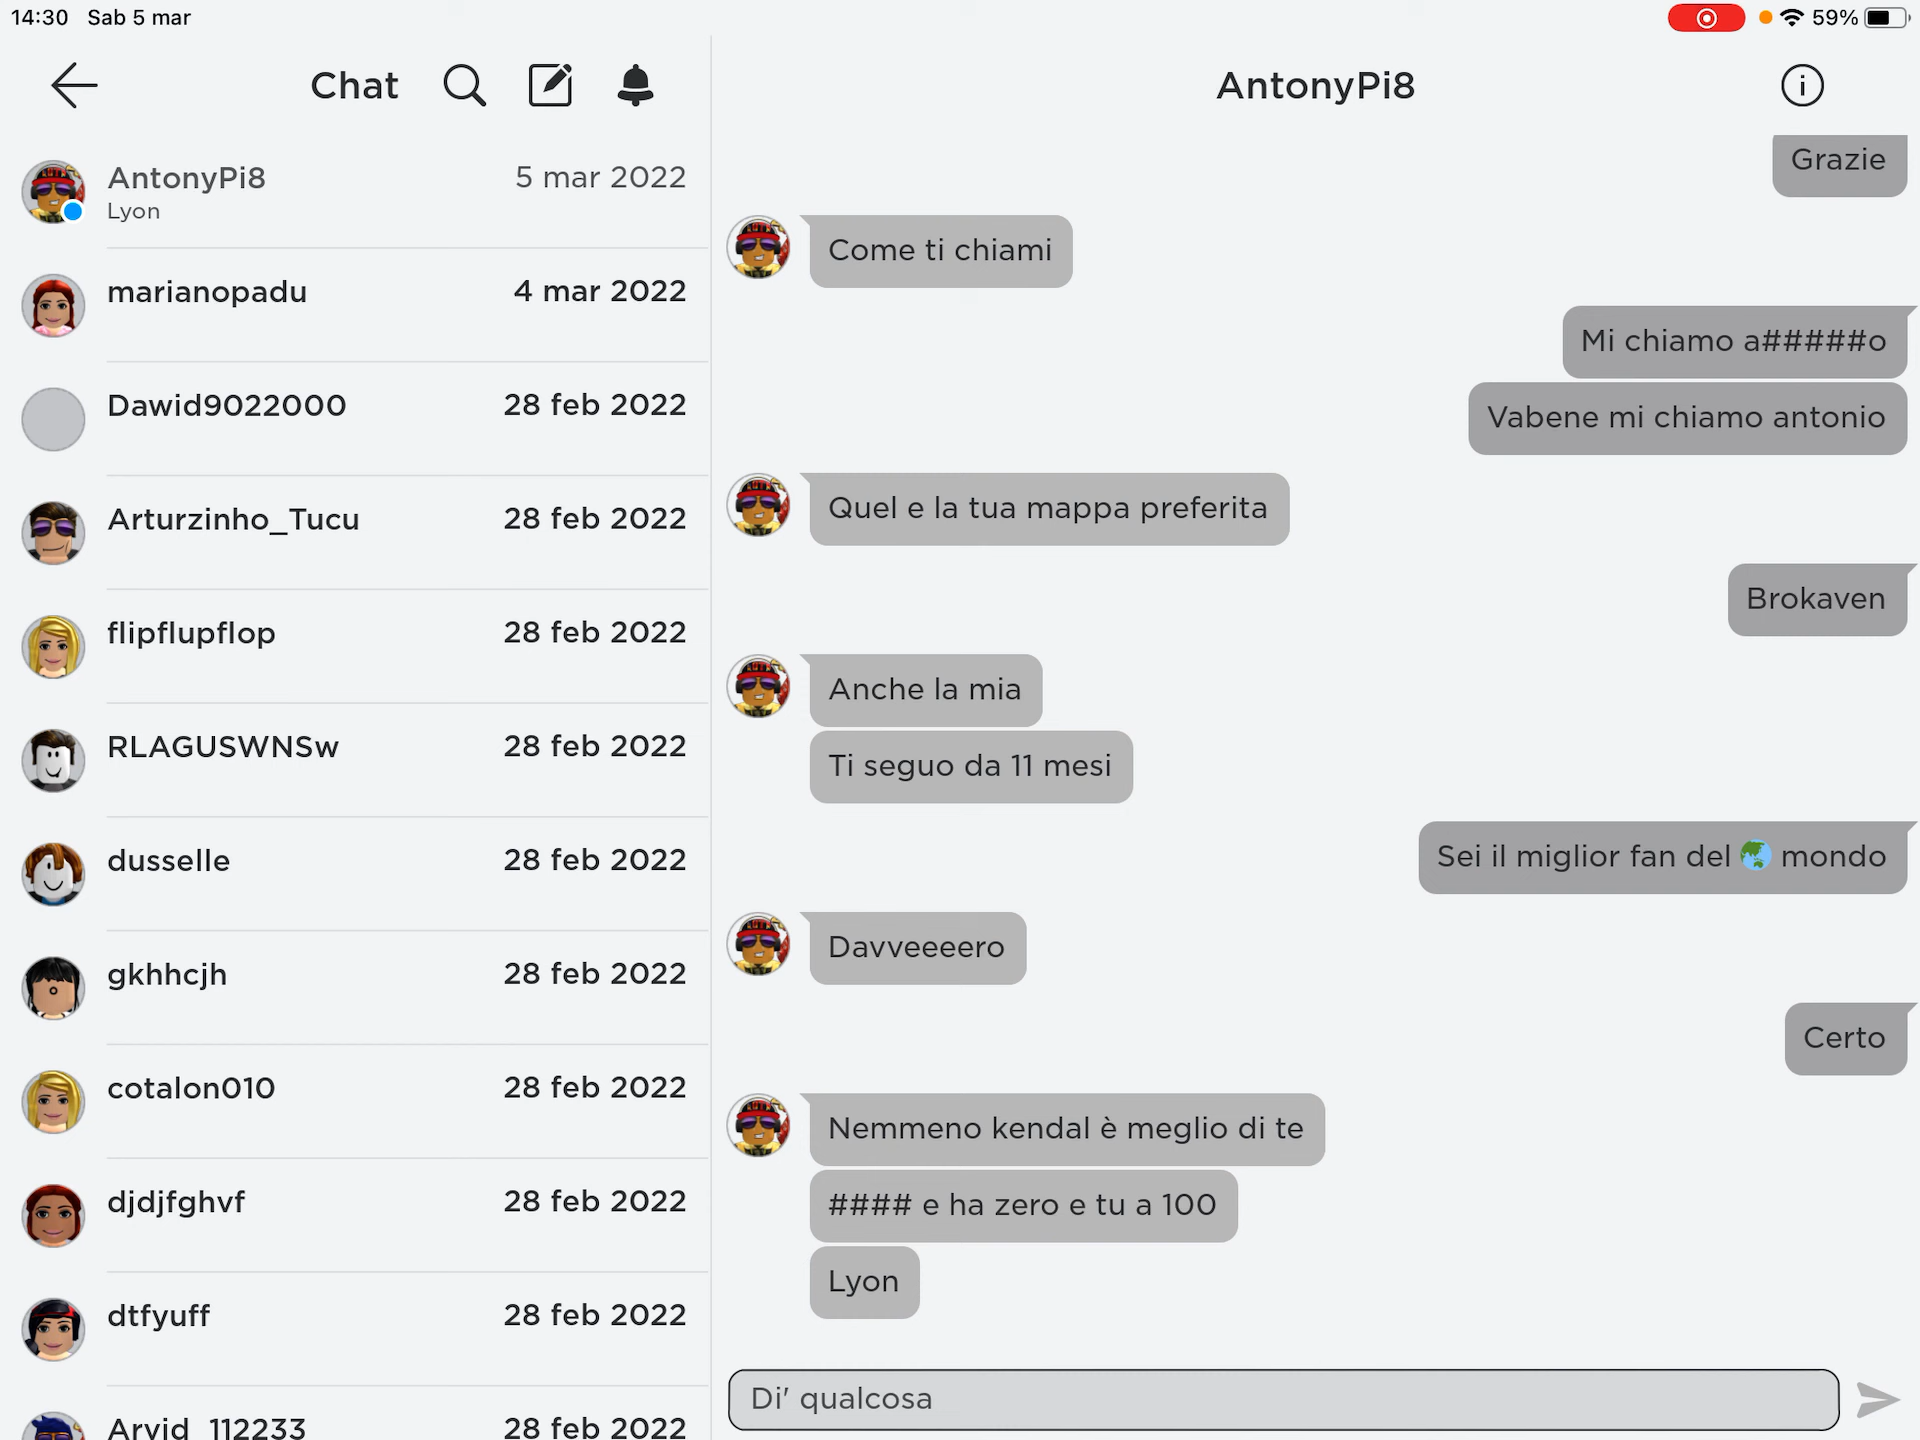 14:30 Sab 5 mar
59%
Chat
AntonyPi8
5 mar 2022
Lyon
marianopadu
4 mar 2022
Dawid9022000
28 feb 2022
Arturzinho_Tucu
28 feb 2022
flipflupflop
28 feb 2022
RLAGUSWNSw
28 feb 2022
dusselle
28 feb 2022
gkhhcjh
28 feb 2022
cotalon010
28 feb 2022
djdjfghvf
28 feb 2022
dtfyuff
28 feb 2022
Arvid_112233
28 feb 2022
AntonyPi8
Grazie
Come ti chiami
Mi chiamo a#####o
Vabene mi chiamo antonio
Quel e la tua mappa preferita
Brokaven
Anche la mia
Ti seguo da 11 mesi
Sei il miglior fan del 🌏 mondo
Davveeeero
Certo
Nemmeno kendal è meglio di te
#### e ha zero e tu a 100
Lyon
Di' qualcosa